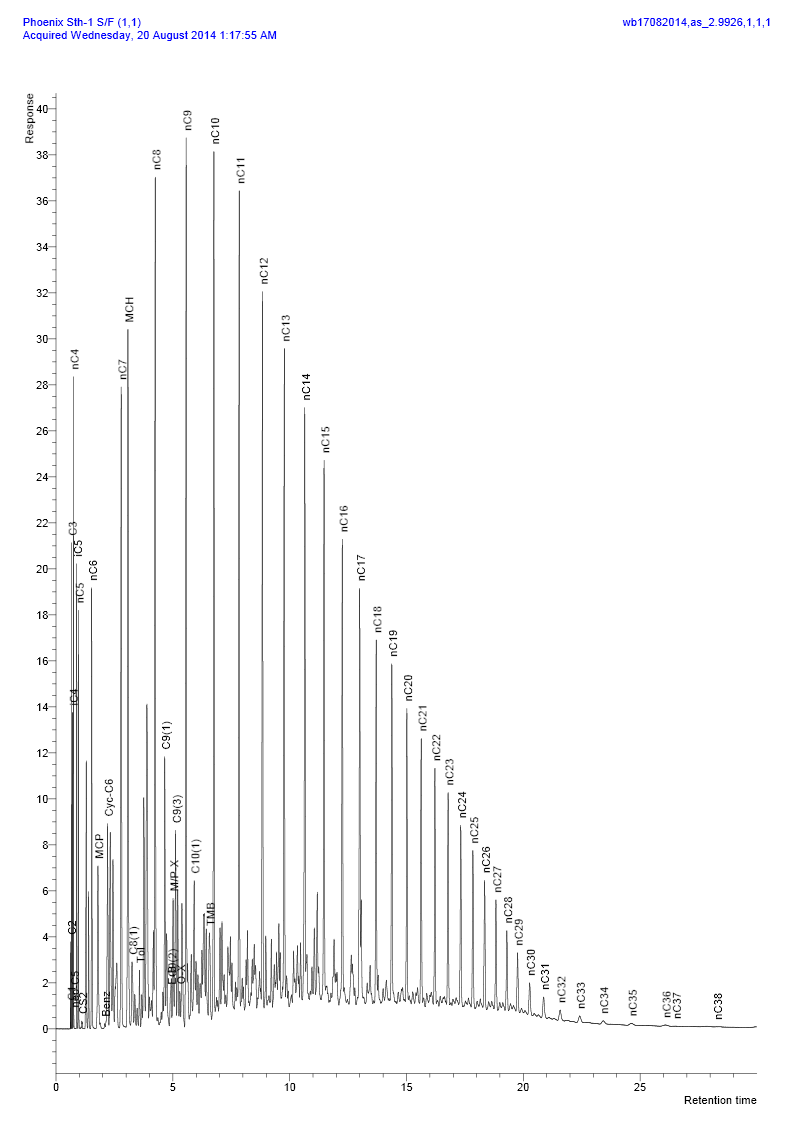 Phoenix Sth-1 S/F (1,1)
wb17082014,as_2.9926,1,1,1
Acquired Wednesday, 20 August 2014 1:17:55 AM
Response
40
38
36
34
32
30
28
26
24
22
20
18
16
14
12
10
8
6
4
2
0
C2
CS2
C3
iC4
nC4
iC5
nC5
nC6
MCP
Benz
Cyc-C6
nC7
MCH
C8(1)
Tol
nC8
C9(1)
M/P X
C9(3)
O-X
nC9
C10(1)
TMB
nC10
nC11
nC12
nC13
nC14
nC15
nC16
nC17
nC18
nC19
nC20
nC21
nC22
nC23
nC24
nC25
nC26
nC27
nC28
nC29
nC30
nC31
nC32
nC33
nC34
nC35
nC36
nC37
nC38
0
5
10
15
20
25
Retention time